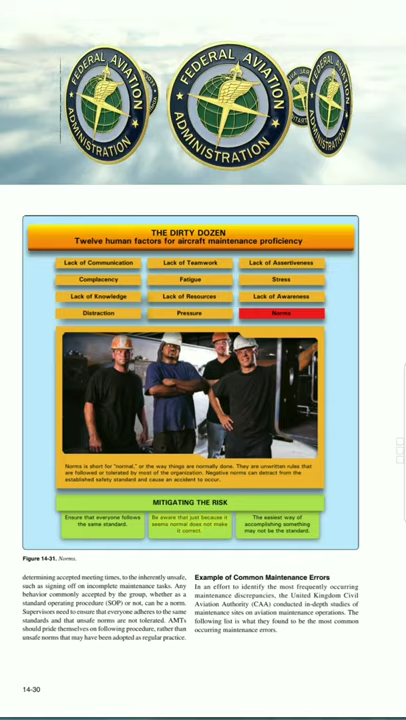 FEDERAL AVIATION
ADMINISTRATION
FEDERAL AVIATION
ADMINISTRATION
FEDERAL AVIATION
ADMINISTRATION
THE DIRTY DOZEN
Twelve human factors for aircraft maintenance proficiency
Lack of Communication
Lack of Teamwork
Lack of Assertiveness
Complacency
Fatigue
Stress
Lack of Knowledge
Lack of Resources
Lack of Awareness
Distraction
Pressure
Norms
Norms is short for "normal," or the way things are normally done. They are unwritten rules that
are followed or tolerated by most of the organization. Negative norms can detract from the
established safety standard and cause an accident to occur.
MITIGATING THE RISK
Ensure that everyone follows
the same standard.
Be aware that just because it
seems normal does not make
it correct.
The easiest way of
accomplishing something
may not be the standard.
Figure 14-31. Norms.
determining accepted meeting times, to the inherently unsafe,
such as signing off on incomplete maintenance tasks. Any
behavior commonly accepted by the group, whether as a
standard operating procedure (SOP) or not, can be a norm.
Supervisors need to ensure that everyone adheres to the same
standards and that unsafe norms are not tolerated. AMTs
should pride themselves on following procedure, rather than
unsafe norms that may have been adopted as regular practice.
Example of Common Maintenance Errors
In an effort to identify the most frequently occurring
maintenance discrepancies, the United Kingdom Civil
Aviation Authority (CAA) conducted in-depth studies of
maintenance sites on aviation maintenance operations. The
following list is what they found to be the most common
occurring maintenance errors.
14-30